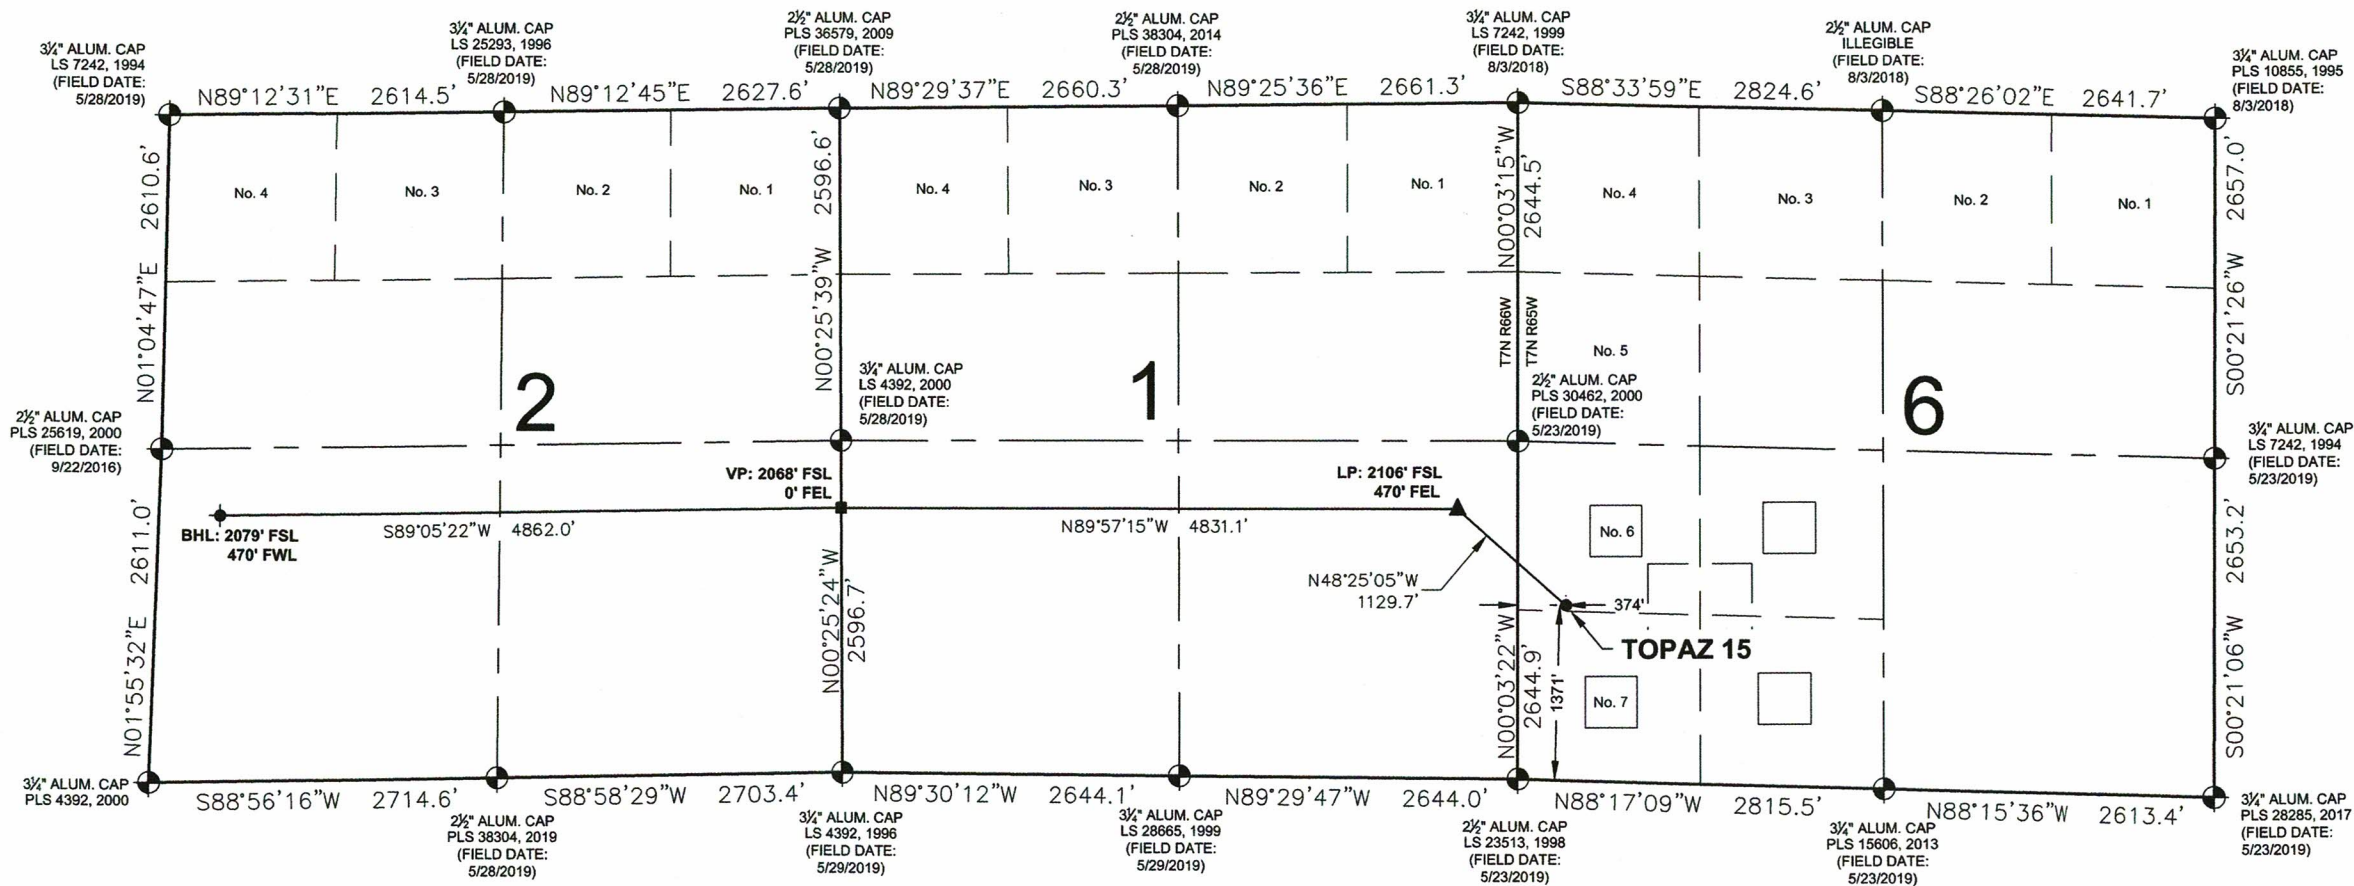 3¼" ALUM. CAP
LS 7242, 1994
(FIELD DATE:
5/28/2019)
3¼" ALUM. CAP
LS 25293, 1996
(FIELD DATE:
5/28/2019)
2½" ALUM. CAP
PLS 36579, 2009
(FIELD DATE:
5/28/2019)
2½" ALUM. CAP
PLS 38304, 2014
(FIELD DATE:
5/28/2019)
3¼" ALUM. CAP
LS 7242, 1999
(FIELD DATE:
8/3/2018)
2½" ALUM. CAP
ILLEGIBLE
(FIELD DATE:
8/3/2018)
3¼" ALUM. CAP
PLS 10855, 1995
(FIELD DATE:
8/3/2018)
N89°12'31"E 2614.5'
N89°12'45"E 2627.6'
N89°29'37"E 2660.3'
N89°25'36"E 2661.3'
S88°33'59"E 2824.6'
S88°26'02"E 2641.7'
N01°04'47"E 2610.6'
No. 4
No. 3
No. 2
No. 1
N00°25'39"W 2596.6'
No. 4
No. 3
No. 2
No. 1
N00°03'15"W
2644.5'
No. 4
No. 3
No. 2
No. 1
S00°21'26"W 2657.0'
T7N R66W
T7N R65W
No. 5
2
1
6
3¼" ALUM. CAP
LS 4392, 2000
(FIELD DATE:
5/28/2019)
2½" ALUM. CAP
PLS 30462, 2000
(FIELD DATE:
5/23/2019)
2½" ALUM. CAP
PLS 25619, 2000
(FIELD DATE:
9/22/2016)
3¼" ALUM. CAP
LS 7242, 1994
(FIELD DATE:
5/23/2019)
VP: 2068' FSL
0' FEL
LP: 2106' FSL
470' FEL
BHL: 2079' FSL
470' FWL
S89°05'22"W 4862.0'
N89°57'15"W 4831.1'
N48°25'05"W
1129.7'
No. 6
374'
TOPAZ 15
1371'
No. 7
N01°55'32"E 2611.0'
N00°25'24"W
2596.7'
N00°03'22"W
2644.9'
S00°21'06"W 2653.2'
3¼" ALUM. CAP
PLS 4392, 2000
S88°56'16"W 2714.6'
S88°58'29"W 2703.4'
N89°30'12"W 2644.1'
N89°29'47"W 2644.0'
N88°17'09"W 2815.5'
N88°15'36"W 2613.4'
2½" ALUM. CAP
PLS 38304, 2019
(FIELD DATE:
5/28/2019)
3¼" ALUM. CAP
LS 4392, 1996
(FIELD DATE:
5/29/2019)
3¼" ALUM. CAP
LS 28665, 1999
(FIELD DATE:
5/29/2019)
2½" ALUM. CAP
LS 23513, 1998
(FIELD DATE:
5/23/2019)
3¼" ALUM. CAP
PLS 15606, 2013
(FIELD DATE:
5/23/2019)
3¼" ALUM. CAP
PLS 28285, 2017
(FIELD DATE:
5/23/2019)